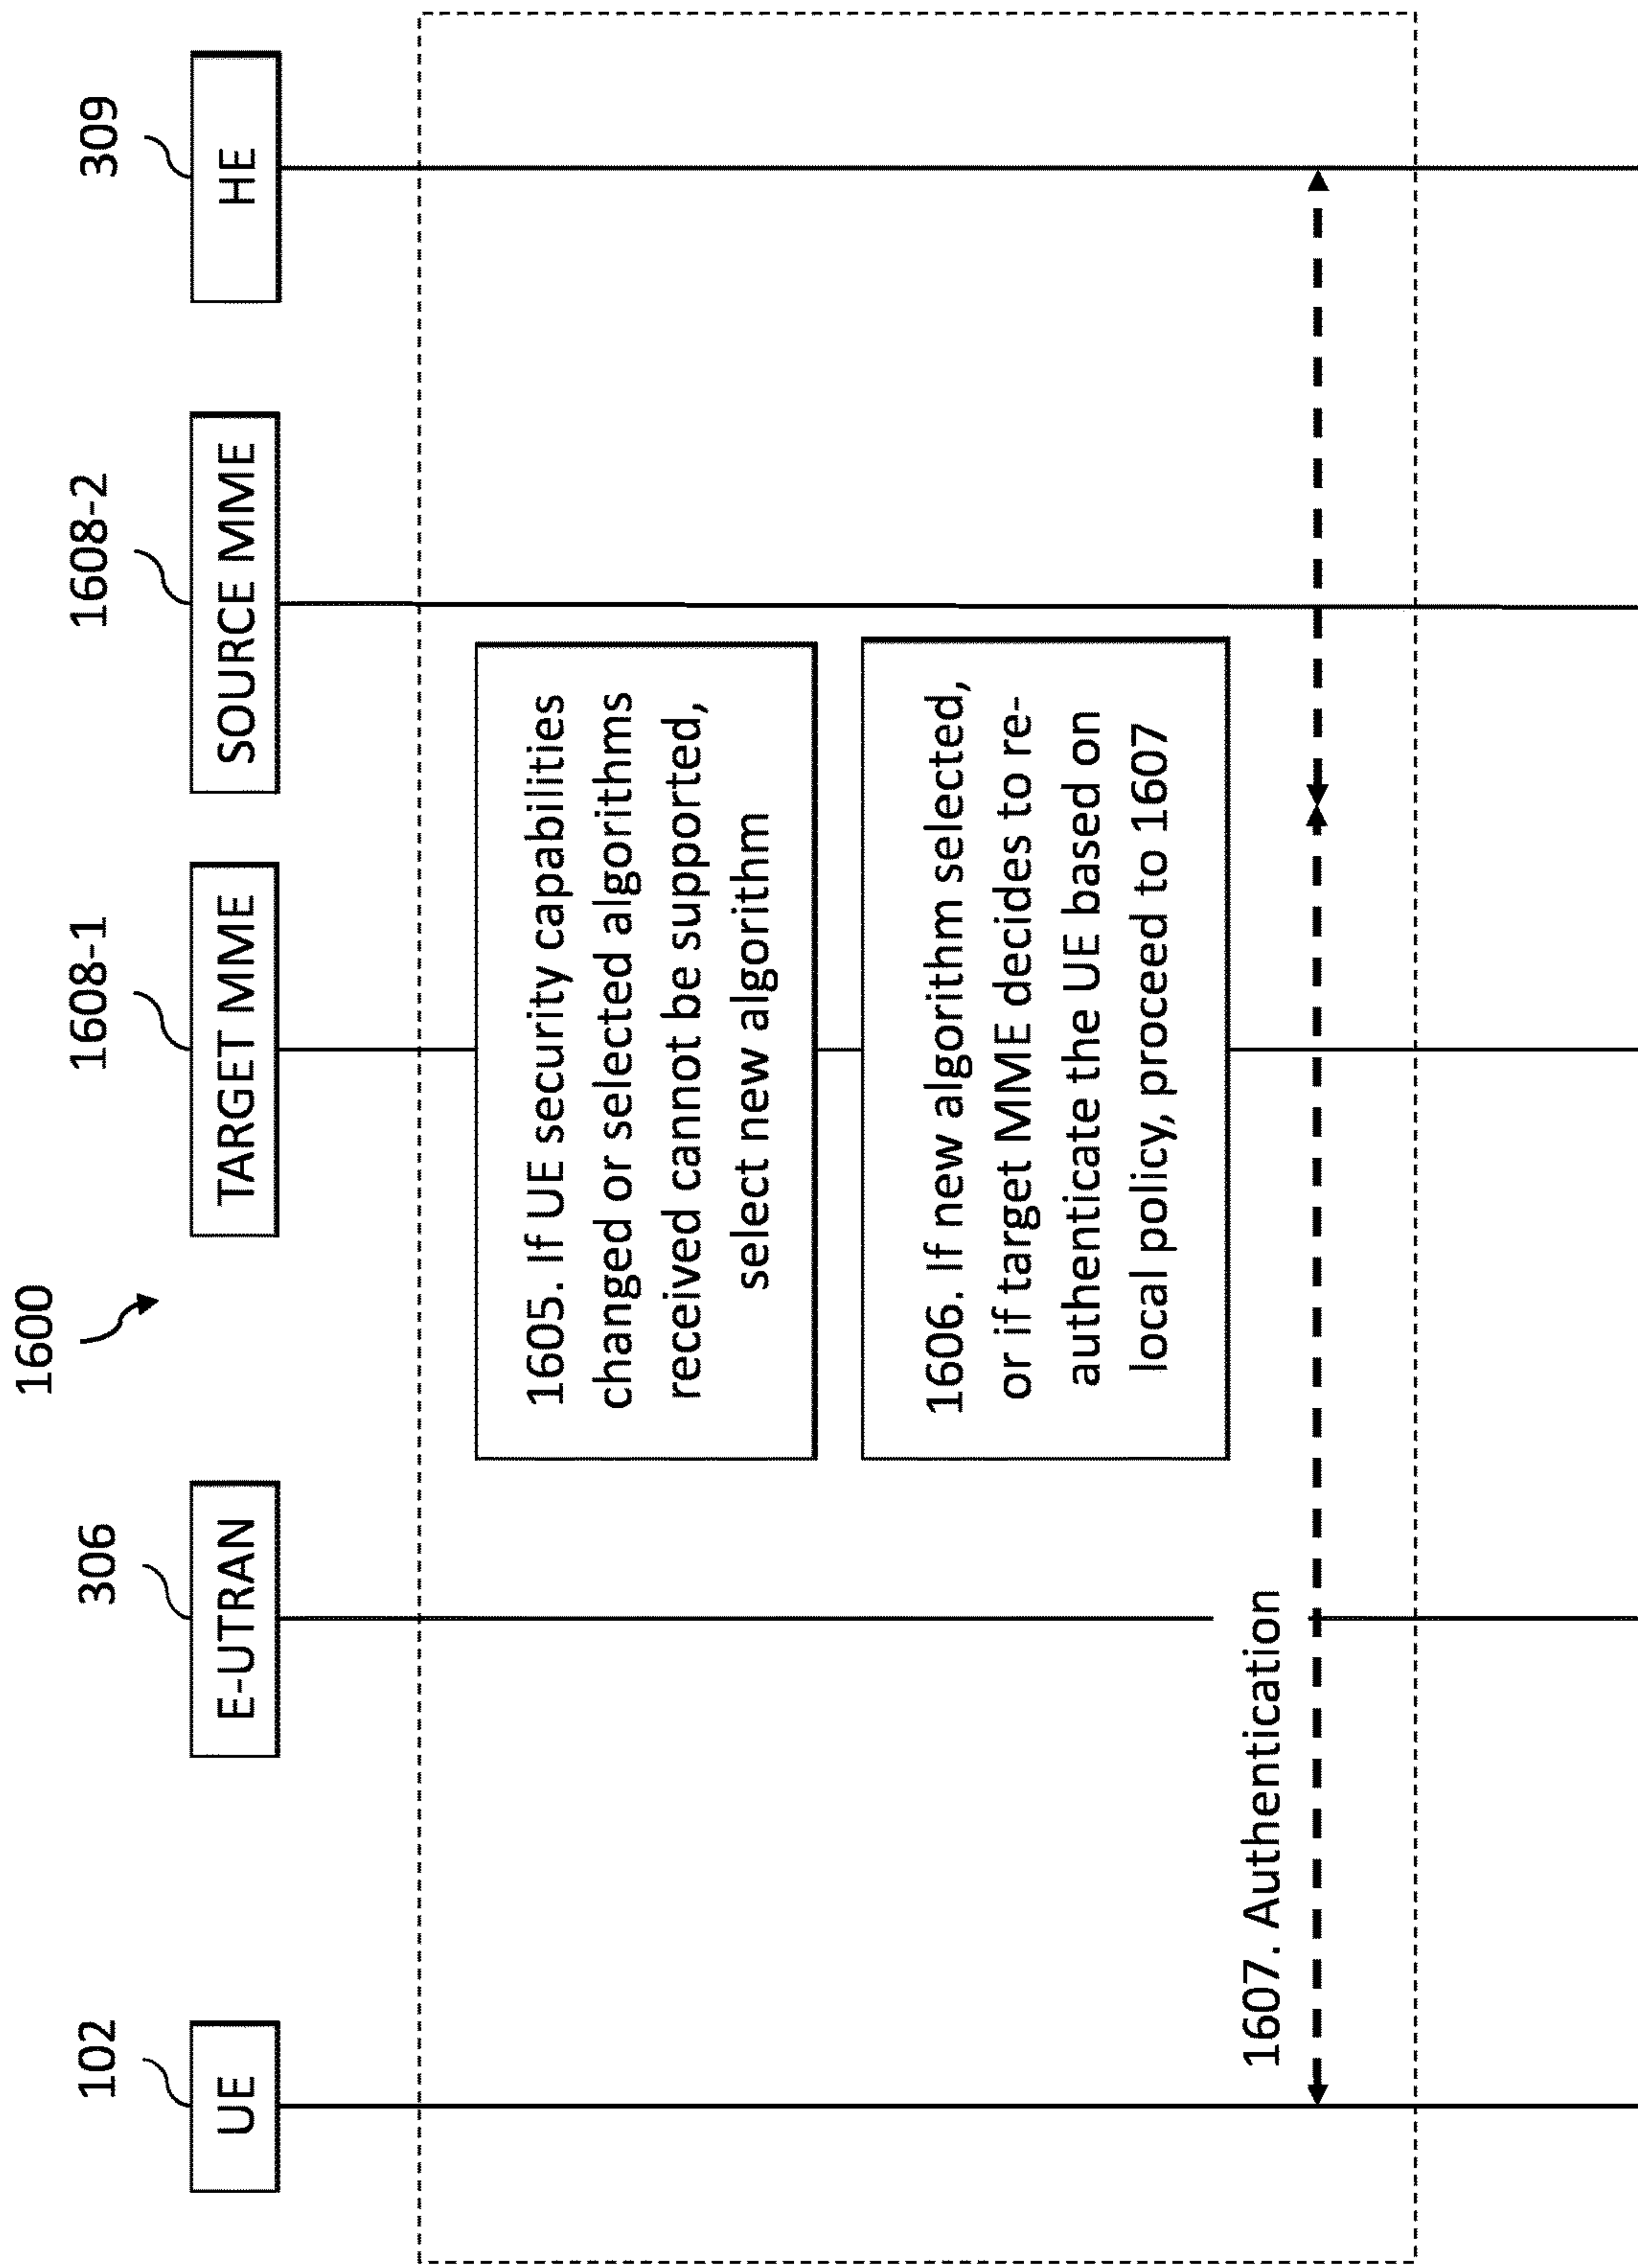 1600
102
306
1608-1
1608-2
309
UE
E-UTRAN
TARGET MME
SOURCE MME
HE
1605. If UE security capabilities
changed or selected algorithms
received cannot be supported,
select new algorithm
1606. If new algorithm selected,
or if target MME decides to re-
authenticate the UE based on
local policy, proceed to 1607
1607. Authentication